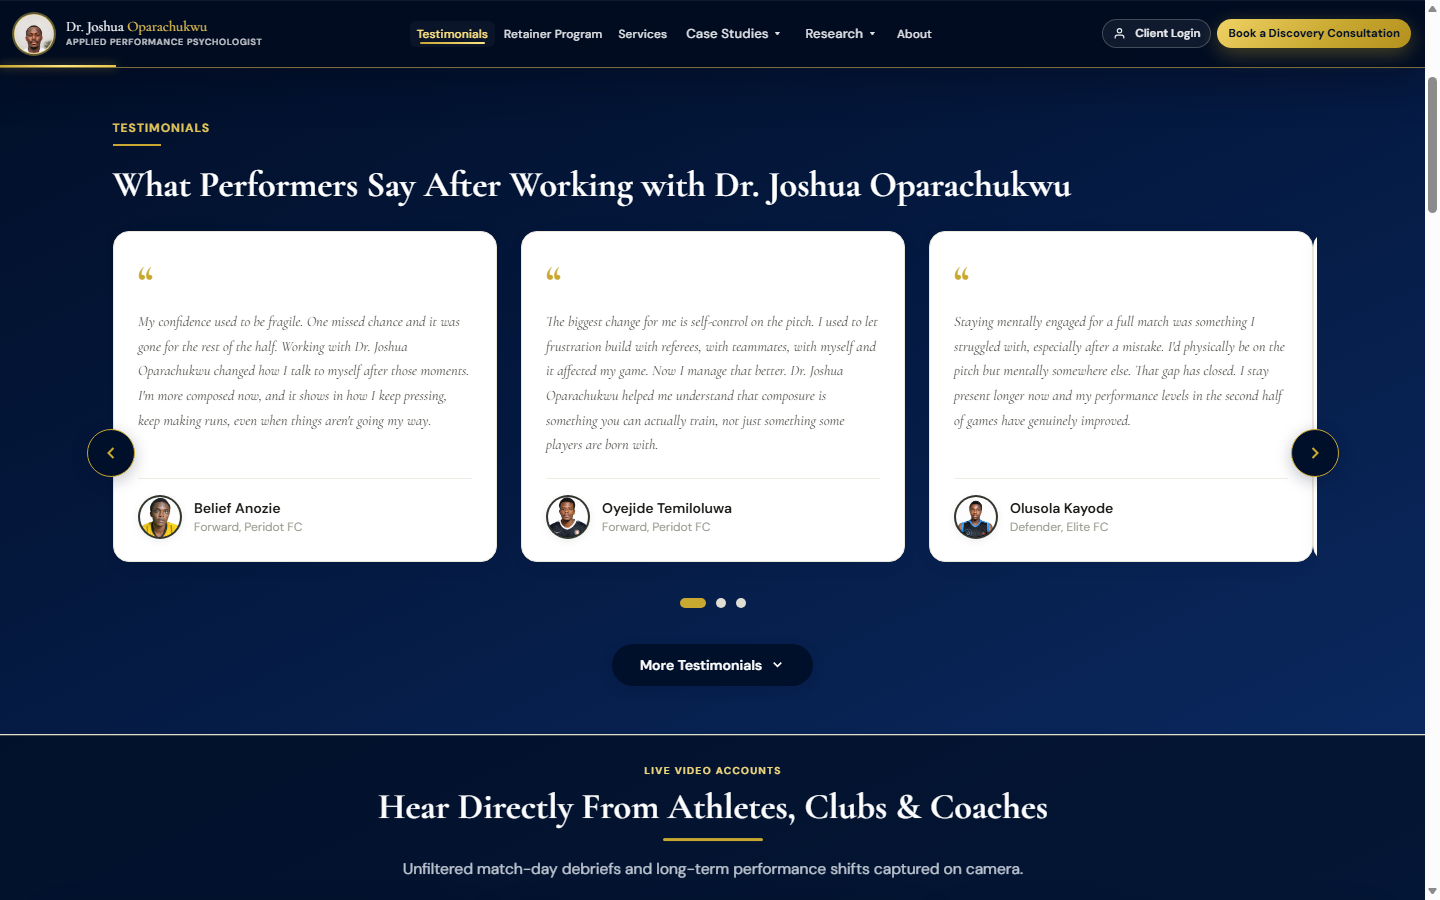 Dr. Joshua Oparachukwu
APPLIED PERFORMANCE PSYCHOLOGIST
Testimonials
Retainer Program
Services
Case Studies
Research
About
Client Login
Book a Discovery Consultation
TESTIMONIALS
What Performers Say After Working with Dr. Joshua Oparachukwu
“
My confidence used to be fragile. One missed chance and it was
gone for the rest of the half. Working with Dr. Joshua
Oparachukwu changed how I talk to myself after those moments.
I'm more composed now, and it shows in how I keep pressing,
keep making runs, even when things aren't going my way.
Belief Anozie
Forward, Peridot FC
“
The biggest change for me is self-control on the pitch. I used to let
frustration build with referees, with teammates, with myself and
it affected my game. Now I manage that better. Dr. Joshua
Oparachukwu helped me understand that composure is
something you can actually train, not just something some
players are born with.
Oyejide Temiloluwa
Forward, Peridot FC
“
Staying mentally engaged for a full match was something I
struggled with, especially after a mistake. I'd physically be on the
pitch but mentally somewhere else. That gap has closed. I stay
present longer now and my performance levels in the second half
of games have genuinely improved.
Olusola Kayode
Defender, Elite FC
More Testimonials
LIVE VIDEO ACCOUNTS
Hear Directly From Athletes, Clubs & Coaches
Unfiltered match-day debriefs and long-term performance shifts captured on camera.